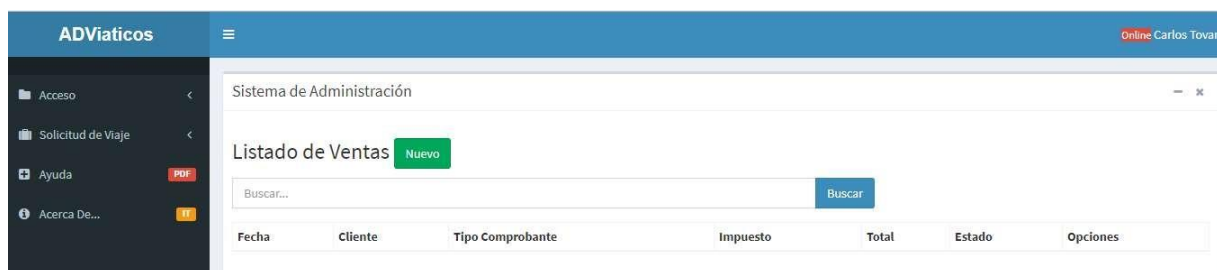 ADViaticos
Online Carlos Tovar
Acceso
Sistema de Administración
Solicitud de Viaje
Listado de Ventas Nuevo
Ayuda PDF
Buscar... Buscar
Acerca De... IT
Fecha Cliente Tipo Comprobante Impuesto Total Estado Opciones